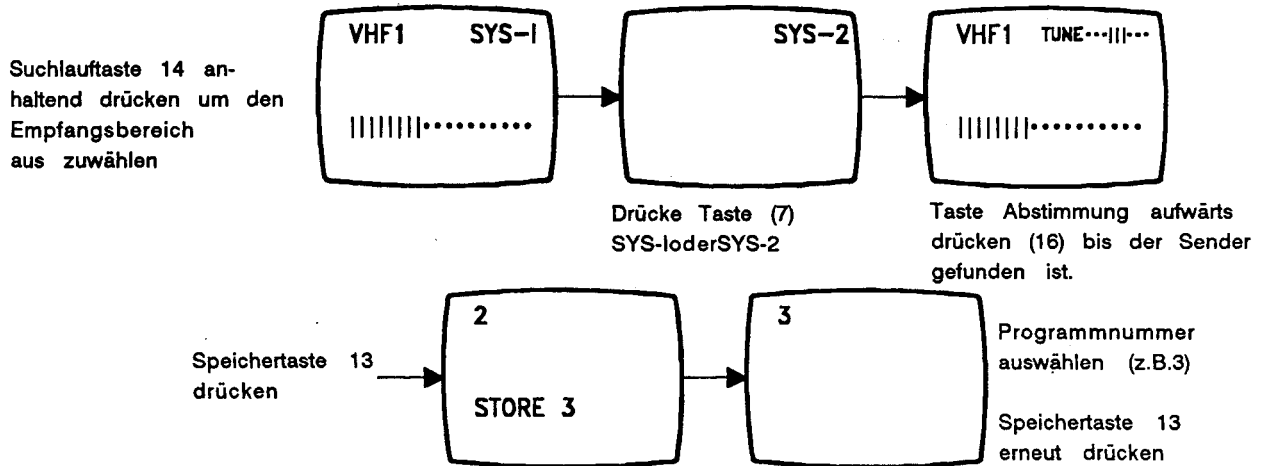 Suchlauftaste 14 an-
haltend drücken um den
Empfangsbereich
aus zuwählen
VHF1 SYS-I
||||||||··········
SYS-2
Drücke Taste (7)
SYS-IoderSYS-2
VHF1 TUNE···|||···
||||||||··········
Taste Abstimmung aufwärts
drücken (16) bis der Sender
gefunden ist.
Speichertaste 13
drücken
2
STORE 3
3
Programmnummer
auswählen (z.B.3)
Speichertaste 13
erneut drücken